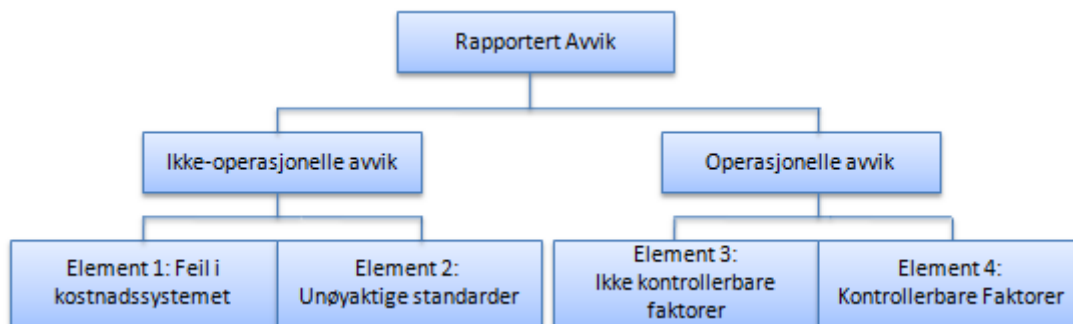 Rapportert Avvik
Ikke-operasjonelle avvik
Operasjonelle avvik
Element 1: Feil i
kostnadssystemet
Element 2:
Unøyaktige standarder
Element 3:
Ikke kontrollerbare
faktorer
Element 4:
Kontrollerbare Faktorer